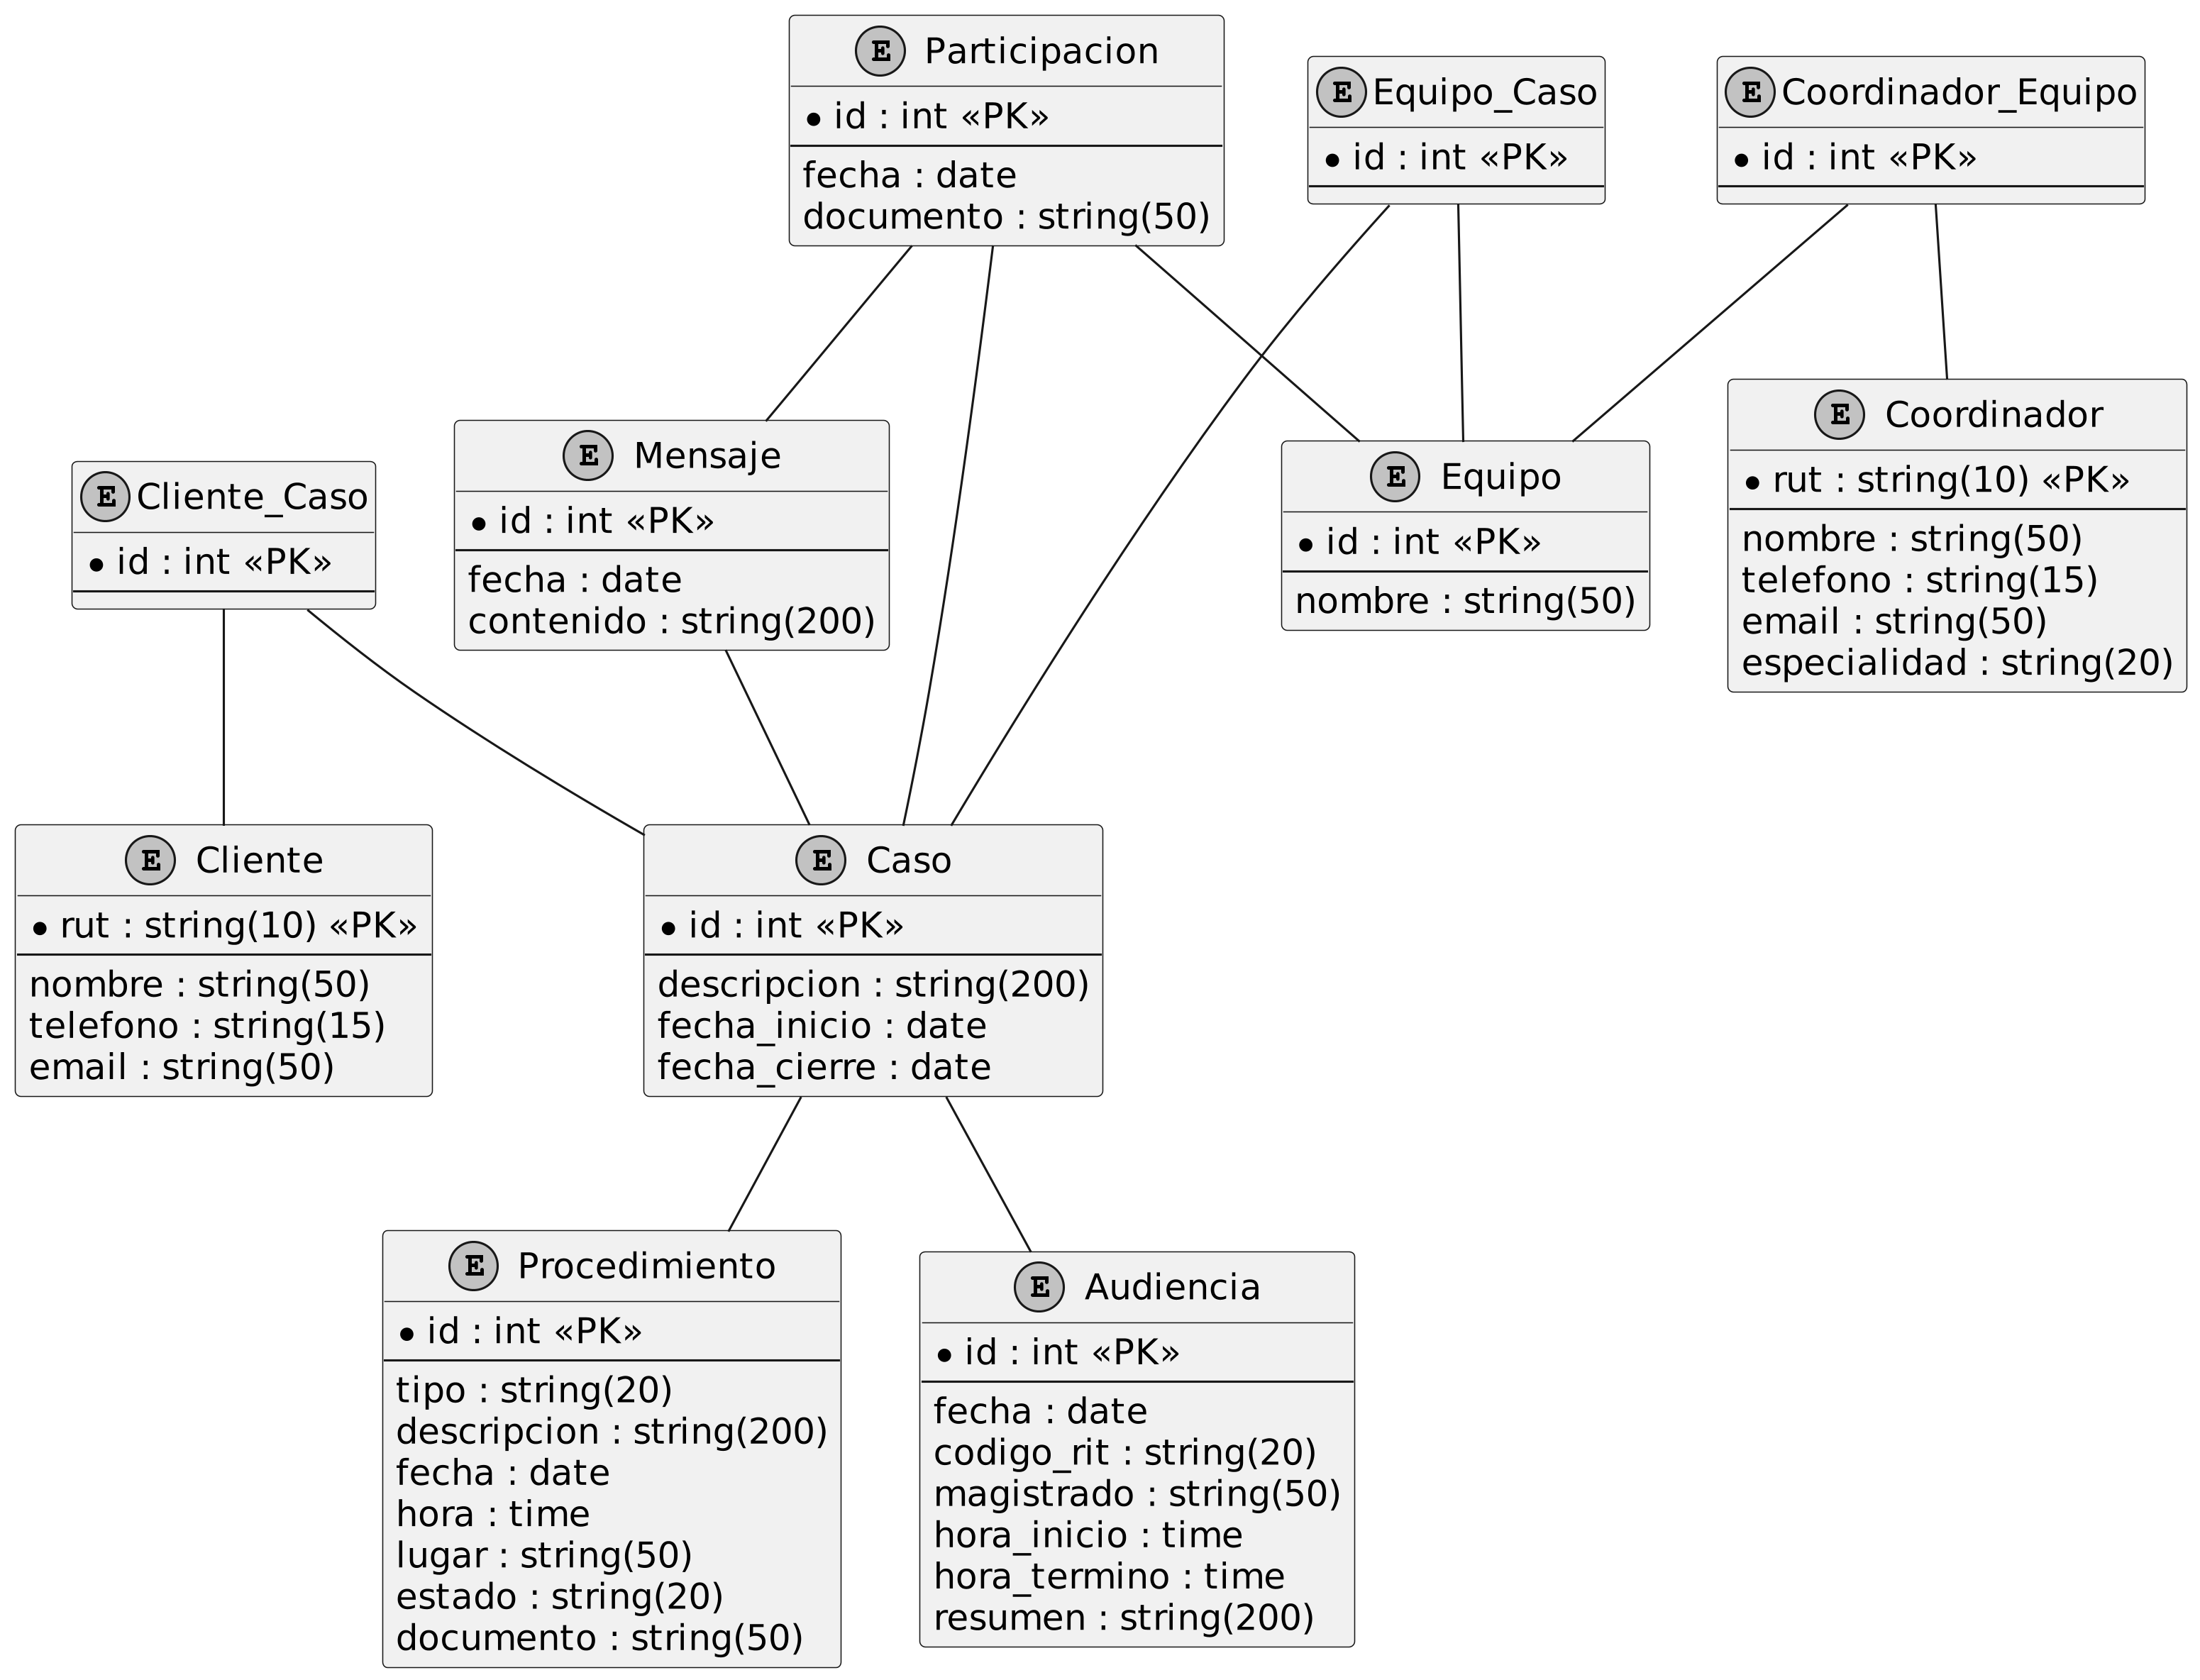 E Participacion
id : int «PK»
fecha : date
documento : string(50)
E Equipo_Caso
id : int «PK»
E Coordinador_Equipo
id : int «PK»
E Cliente_Caso
id : int «PK»
E Mensaje
id : int «PK»
fecha : date
contenido : string(200)
E Equipo
id : int «PK»
nombre : string(50)
E Coordinador
rut : string(10) «PK»
nombre : string(50)
telefono : string(15)
email : string(50)
especialidad : string(20)
E Cliente
rut : string(10) «PK»
nombre : string(50)
telefono : string(15)
email : string(50)
E Caso
id : int «PK»
descripcion : string(200)
fecha_inicio : date
fecha_cierre : date
E Procedimiento
id : int «PK»
tipo : string(20)
descripcion : string(200)
fecha : date
hora : time
lugar : string(50)
estado : string(20)
documento : string(50)
E Audiencia
id : int «PK»
fecha : date
codigo_rit : string(20)
magistrado : string(50)
hora_inicio : time
hora_termino : time
resumen : string(200)